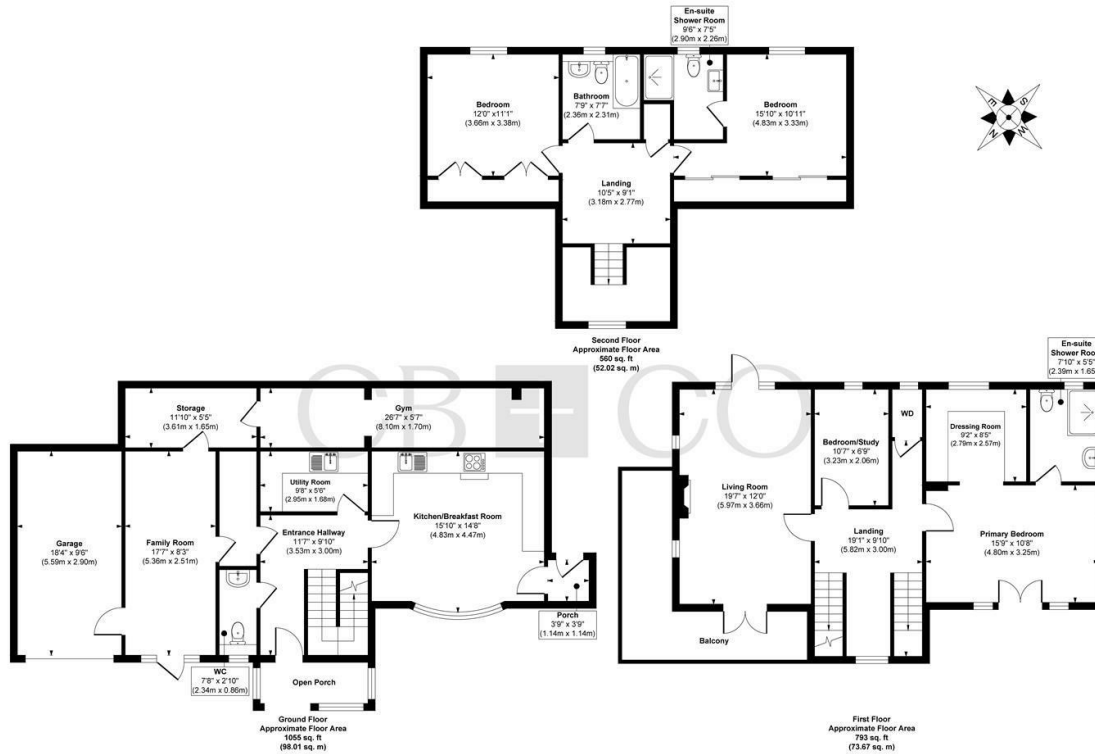 En-suite
Shower Room
9'6" x 7'5"
(2.90m x 2.26m)
Bedroom
12'0" x11'1"
(3.66m x 3.38m)
Bathroom
7'9" x 7'7"
(2.36m x 2.31m)
Bedroom
15'10" x 10'11"
(4.83m x 3.33m)
Landing
10'5" x 9'1"
(3.18m x 2.77m)
E
S
N
W
Second Floor
Approximate Floor Area
560 sq. ft
(52.02 sq. m)
CB + CO
Storage
11'10" x 5'5"
(3.61m x 1.65m)
Gym
26'7" x 5'7"
(8.10m x 1.70m)
Utility Room
9'8" x 5'6"
(2.95m x 1.68m)
Kitchen/Breakfast Room
15'10" x 14'8"
(4.83m x 4.47m)
Garage
18'4" x 9'6"
(5.59m x 2.90m)
Family Room
17'7" x 8'3"
(5.36m x 2.51m)
Entrance Hallway
11'7" x 9'10"
(3.53m x 3.00m)
Porch
3'9" x 3'9"
(1.14m x 1.14m)
WC
7'8" x 2'10"
(2.34m x 0.86m)
Open Porch
Ground Floor
Approximate Floor Area
1055 sq. ft
(98.01 sq. m)
En-suite
Shower Room
7'10" x 5'5"
(2.39m x 1.65
WD
Bedroom/Study
10'7" x 6'9"
(3.23m x 2.06m)
Dressing Room
9'2" x 8'5"
(2.79m x 2.57m)
Living Room
19'7" x 12'0"
(5.97m x 3.66m)
Landing
19'1" x 9'10"
(5.82m x 3.00m)
Primary Bedroom
15'9" x 10'8"
(4.80m x 3.25m)
Balcony
First Floor
Approximate Floor Area
793 sq. ft
(73.67 sq. m)